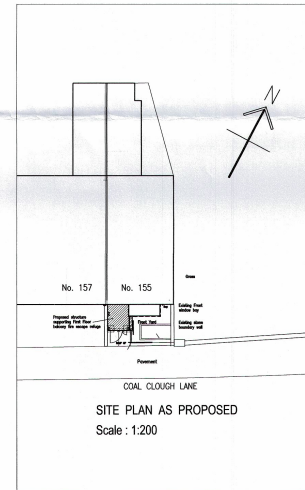 N
No. 157
No. 155
Grass
Proposed structure
supporting First Floor
balcony fire escape refuge
Existing Front
window bay
Front Yard
Existing stone
boundary wall
Pavement
COAL CLOUGH LANE
SITE PLAN AS PROPOSED
Scale : 1:200